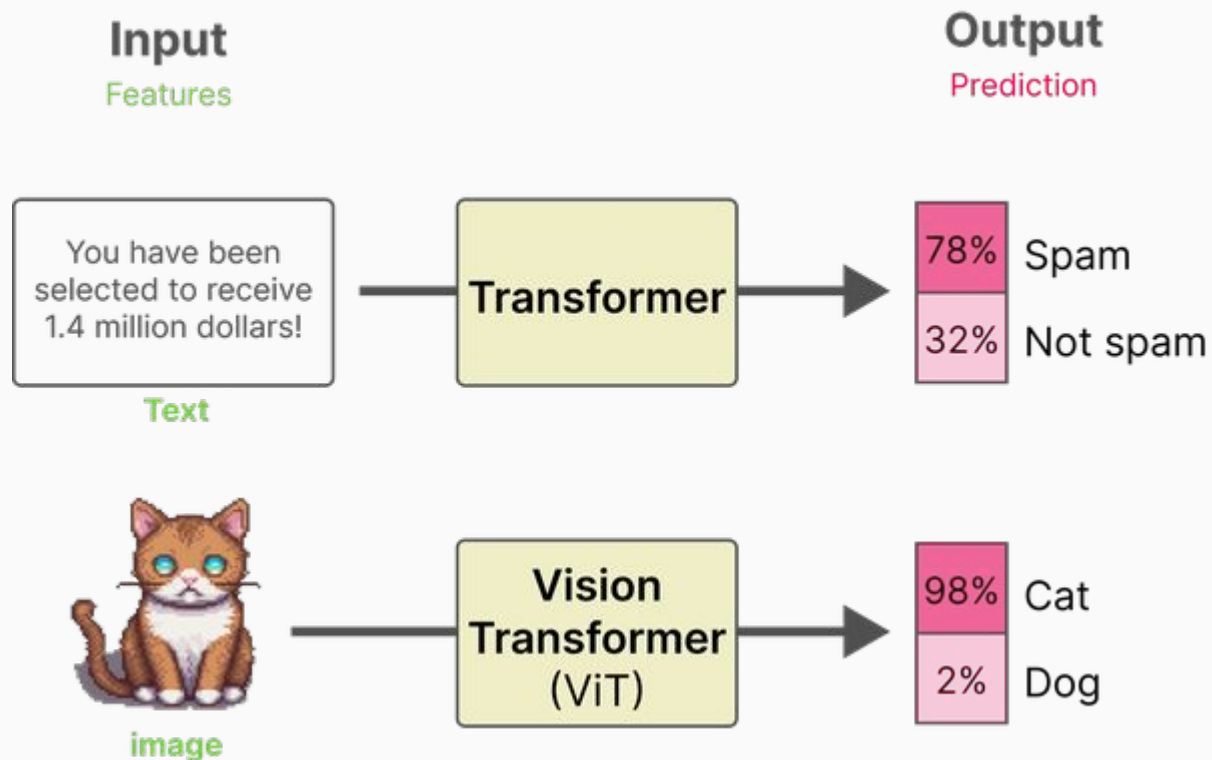 Input
Features
Output
Prediction
You have been
selected to receive
1.4 million dollars!
Text
Transformer
78% Spam
32% Not spam
image
Vision
Transformer
(ViT)
98% Cat
2% Dog